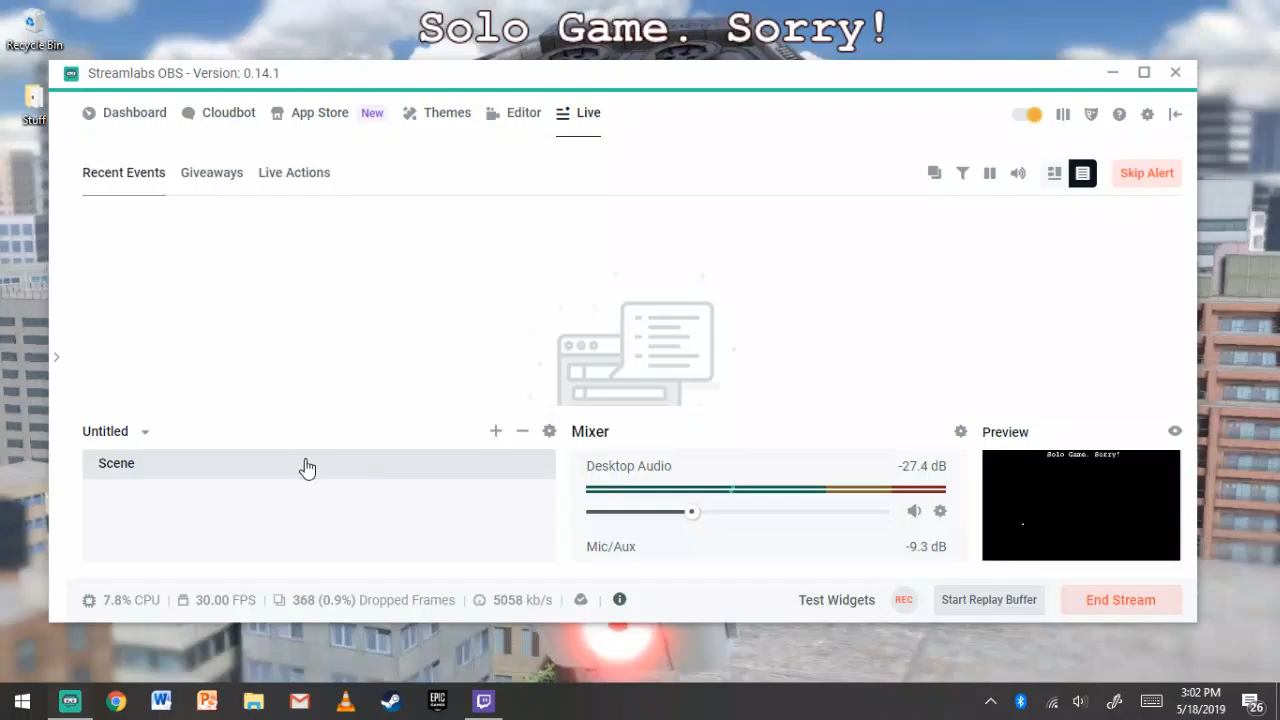 Solo Game. Sorry!
Recycle Bin
Stuff
Streamlabs OBS - Version: 0.14.1
Dashboard
Cloudbot
App Store New
Themes
Editor
Live
Recent Events
Giveaways
Live Actions
Skip Alert
Untitled
Scene
Mixer
Desktop Audio
-27.4 dB
Mic/Aux
-9.3 dB
Preview
Solo Game. Sorry!
7.8% CPU
30.00 FPS
368 (0.9%) Dropped Frames
5058 kb/s
Test Widgets
REC
Start Replay Buffer
End Stream
EPIC GAMES
3:02 PM
5/18/2019
26